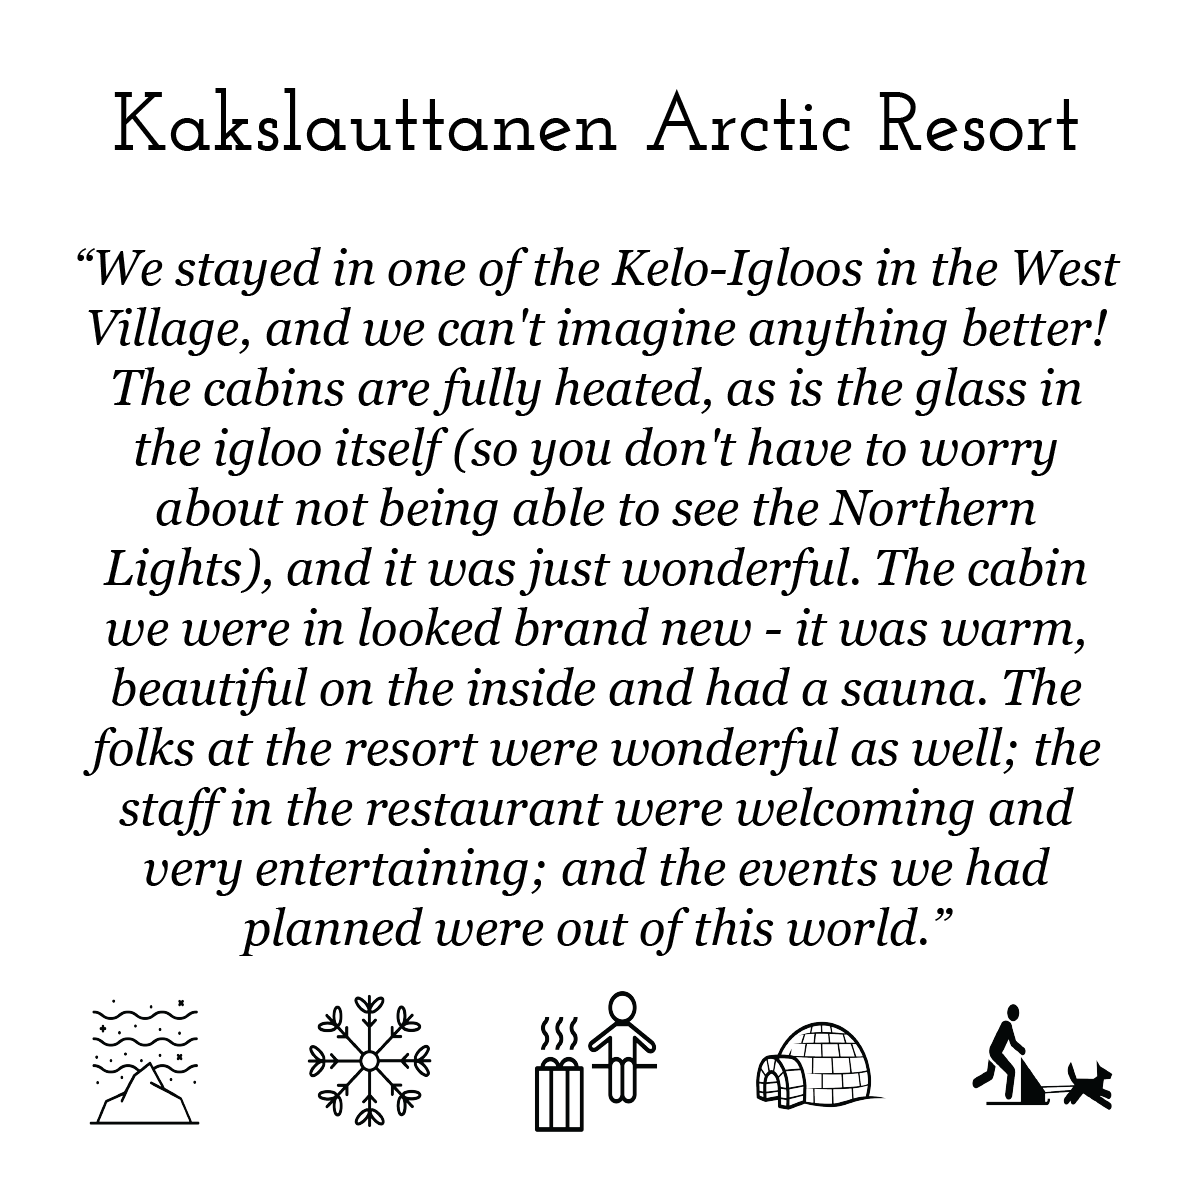 Kakslauttanen Arctic Resort
“We stayed in one of the Kelo-Igloos in the West
Village, and we can't imagine anything better!
The cabins are fully heated, as is the glass in
the igloo itself (so you don't have to worry
about not being able to see the Northern
Lights), and it was just wonderful. The cabin
we were in looked brand new - it was warm,
beautiful on the inside and had a sauna. The
folks at the resort were wonderful as well; the
staff in the restaurant were welcoming and
very entertaining; and the events we had
planned were out of this world.”